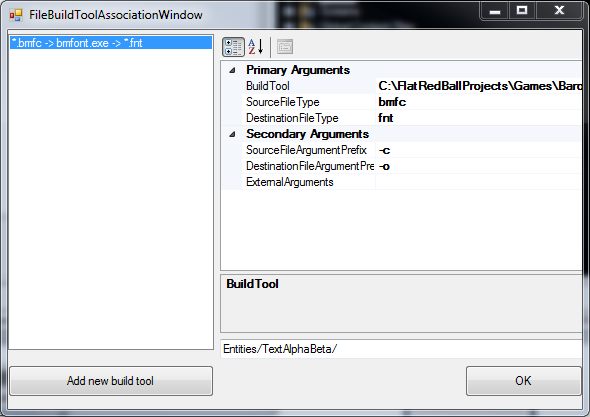 FileBuildToolAssociationWindow
*.bmfc -> bmfont.exe -> *.fnt
Primary Arguments
BuildTool C:\FlatRedBallProjects\Games\Baro
SourceFileType bmfc
DestinationFileType fnt
Secondary Arguments
SourceFileArgumentPrefix -c
DestinationFileArgumentPre -o
ExternalArguments
BuildTool
Entities/TextAlphaBeta/
Add new build tool
OK